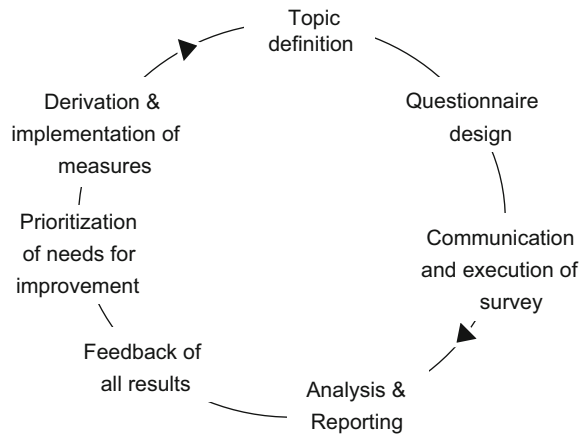 Topic
definition
Questionnaire
design
Communication
and execution of
survey
Analysis &
Reporting
Feedback of
all results
Prioritization
of needs for
improvement
Derivation &
implementation of
measures